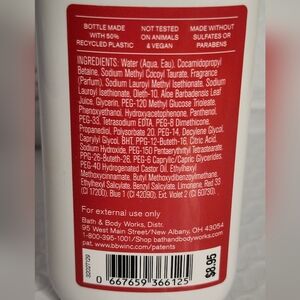 BOTTLE MADE WITH 50% RECYCLED PLASTIC
NOT TESTED ON ANIMALS & VEGAN
MADE WITHOUT SULFATES OR PARABENS
INGREDIENTS: Water (Aqua, Eau), Cocamidopropyl
Betaine, Sodium Methyl Cocoyl Taurate, Fragrance
(Parfum), Sodium Lauroyl Methyl Isethionate, Sodium
Lauroyl Isethionate, Dieth-10, Aloe Barbadensis Leaf
Juice, Glycerin, PEG-120 Methyl Glucose Trioleate,
Phenoxyethanol, Hydroxyacetophenone, Panthenol,
PEG-33, Tetrasodium EDTA, PEG-8 Dimethicone,
Propanediol, Polysorbate 20, PEG-14, Decylene Glycol,
Caprylyl Glycol, BHT, PPG-12-Buteth-16, Citric Acid,
Sodium Hydroxide, PEG-150 Pentaerythrityl Tetrastearate,
PPG-26-Buteth-26, PEG-6 Caprylic/Capric Glycerides,
PEG-40 Hydrogenated Castor Oil, Ethylhexyl
Methoxycinnamate, Butyl Methoxydibenzoylmethane,
Ethylhexyl Salicylate, Benzyl Salicylate, Limonene, Red 33
(CI 17200), Blue 1 (CI 42090), Ext. Violet 2 (CI 60730).
For external use only
Bath & Body Works, Distr.
95 West Main Street/New Albany, OH 43054
1-800-395-1001/Shop bathandbodyworks.com
www.bbwinc.com/patents
0 667659 366125
$8.95